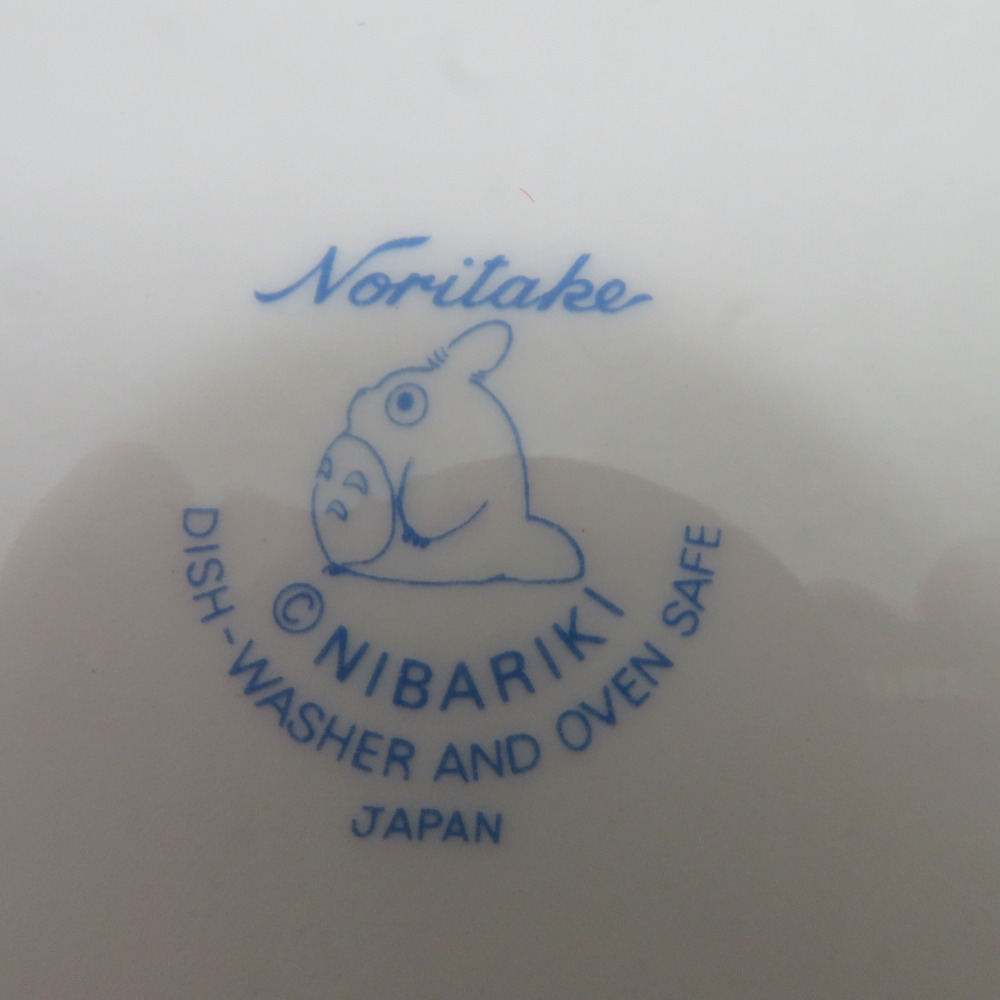 Noritake
© NIBARIKI
DISH-WASHER AND OVEN SAFE
JAPAN